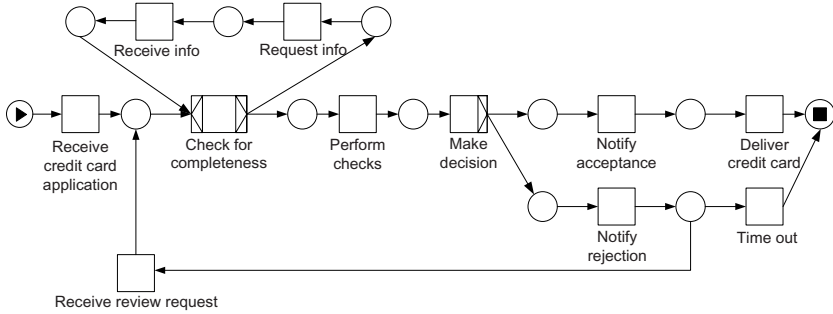 Receive info
Request info
Receive
credit card
application
Check for
completeness
Perform
checks
Make
decision
Notify
acceptance
Deliver
credit card
Notify
rejection
Time out
Receive review request